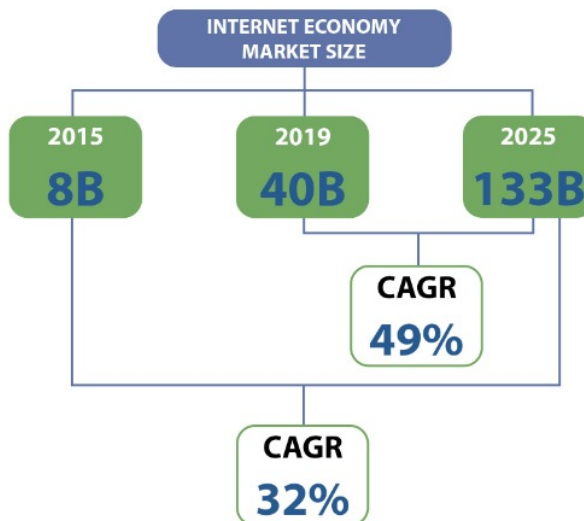 INTERNET ECONOMY
MARKET SIZE
2015
8B
2019
40B
2025
133B
CAGR
49%
CAGR
32%